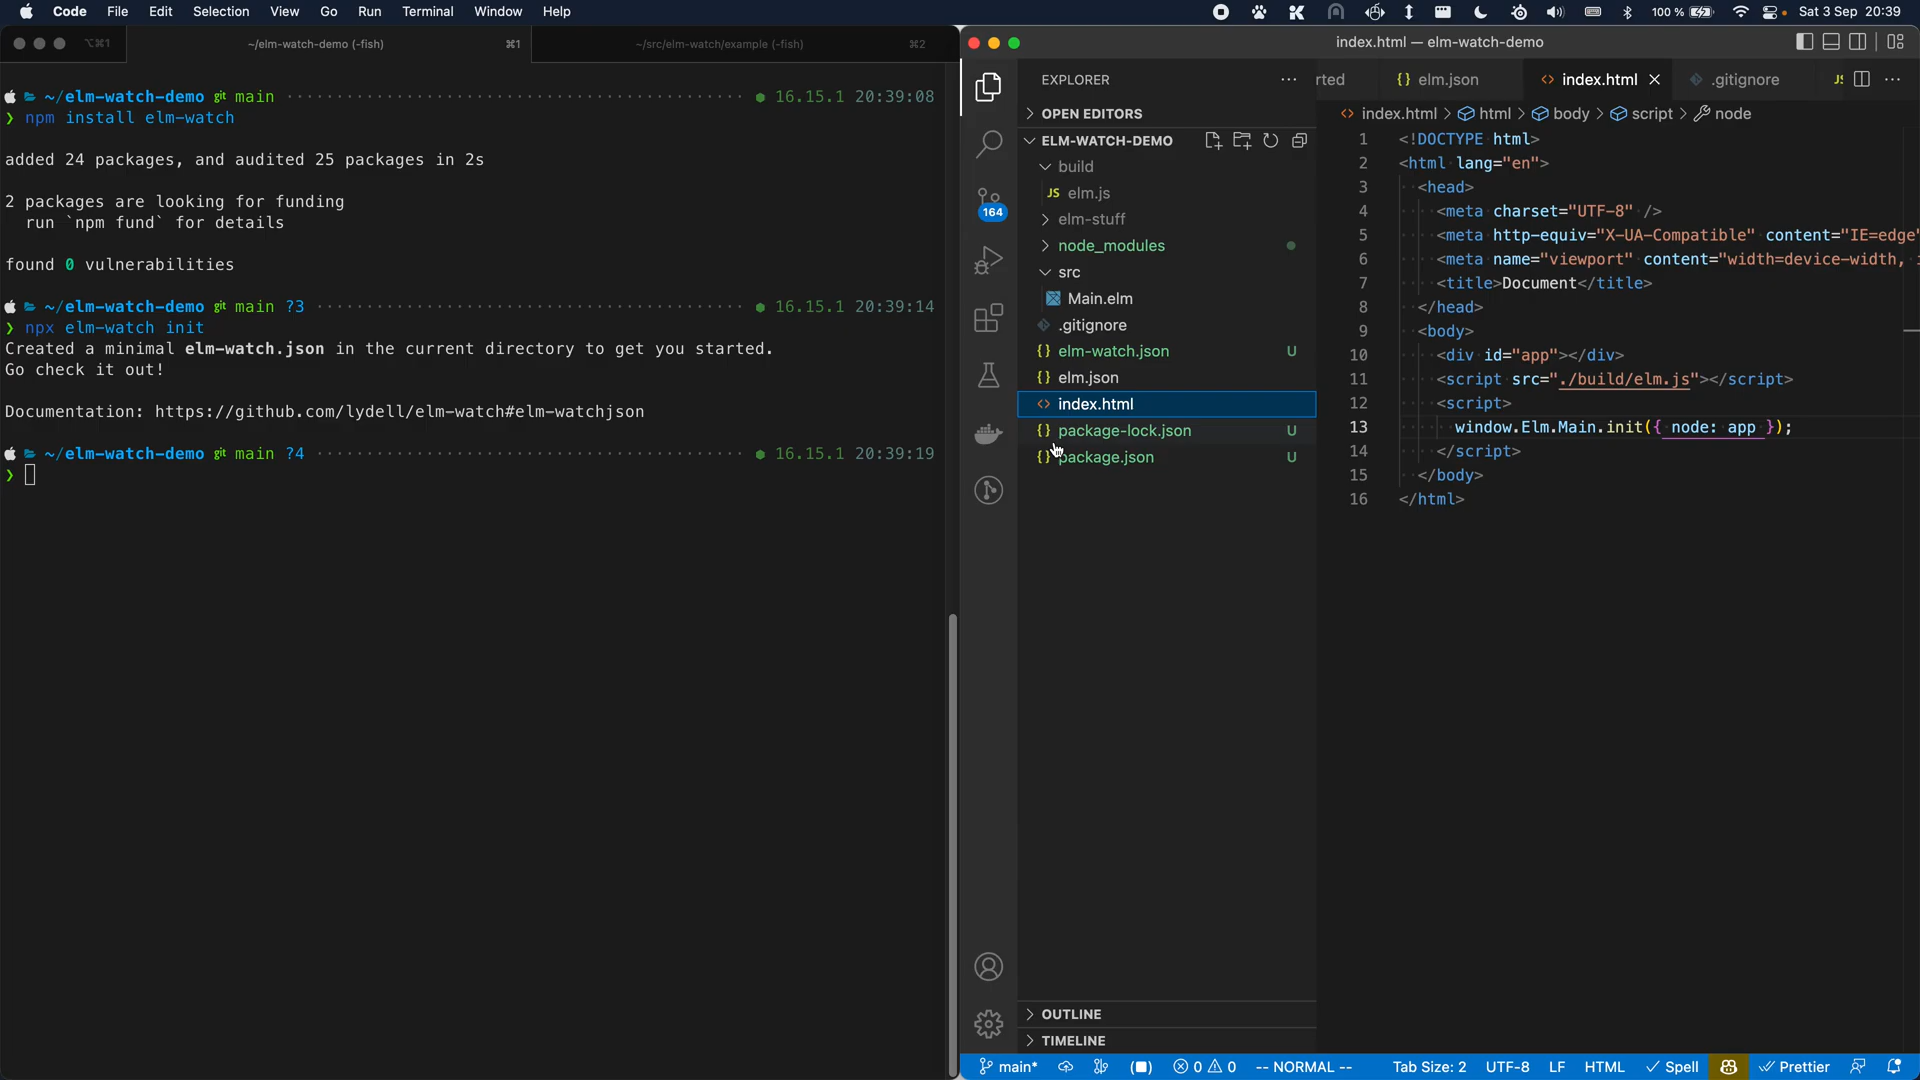 Code File Edit Selection View Go Run Terminal Window Help
100 % Sat 3 Sep 20:39
⌥⌘1 ~/elm-watch-demo (-fish) ⌘1 ~/src/elm-watch/example (-fish) ⌘2
~/elm-watch-demo git main 16.15.1 20:39:08
❯ npm install elm-watch
added 24 packages, and audited 25 packages in 2s
2 packages are looking for funding
run `npm fund` for details
found 0 vulnerabilities
~/elm-watch-demo git main ?3 16.15.1 20:39:14
❯ npx elm-watch init
Created a minimal elm-watch.json in the current directory to get you started.
Go check it out!
Documentation: https://github.com/lydell/elm-watch#elm-watchjson
~/elm-watch-demo git main ?4 16.15.1 20:39:19
❯
index.html — elm-watch-demo
EXPLORER ···
164
OPEN EDITORS
ELM-WATCH-DEMO
build
JS elm.js
elm-stuff
node_modules
src
Main.elm
.gitignore
{} elm-watch.json U
{} elm.json
<> index.html
{} package-lock.json U
{} package.json U
OUTLINE
TIMELINE
rted {} elm.json <> index.html .gitignore JS ···
<> index.html > html > body > script > node
1 <!DOCTYPE html>
2 <html lang="en">
3 <head>
4 <meta charset="UTF-8" />
5 <meta http-equiv="X-UA-Compatible" content="IE=edge"
6 <meta name="viewport" content="width=device-width,
7 <title>Document</title>
8 </head>
9 <body>
10 <div id="app"></div>
11 <script src="./build/elm.js"></script>
12 <script>
13 window.Elm.Main.init({ node: app });
14 </script>
15 </body>
16 </html>
main* 0 0 -- NORMAL -- Tab Size: 2 UTF-8 LF HTML Spell Prettier